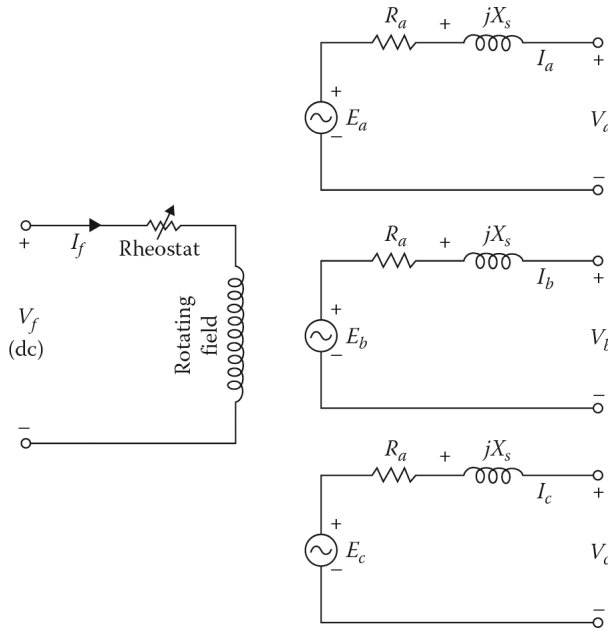 R_a + jX_s
I_a +
+ E_a −
V_a
−
I_f Rheostat
+
V_f
(dc)
−
Rotating
field
R_a + jX_s
I_b +
+ E_b −
V_b
−
R_a + jX_s
I_c +
+ E_c −
V_c
−